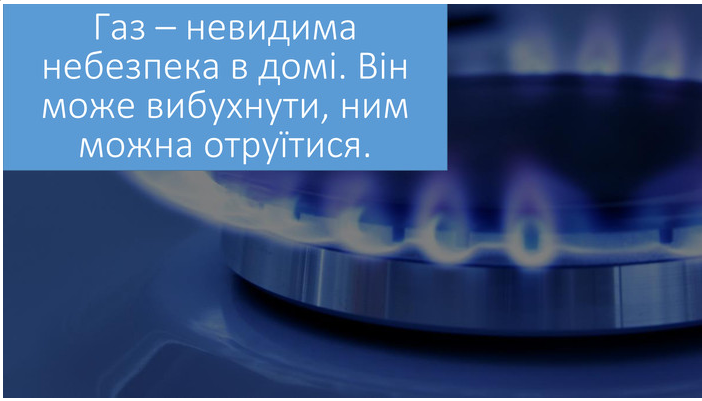 Газ – невидима
небезпека в домі. Він
може вибухнути, ним
можна отруїтися.